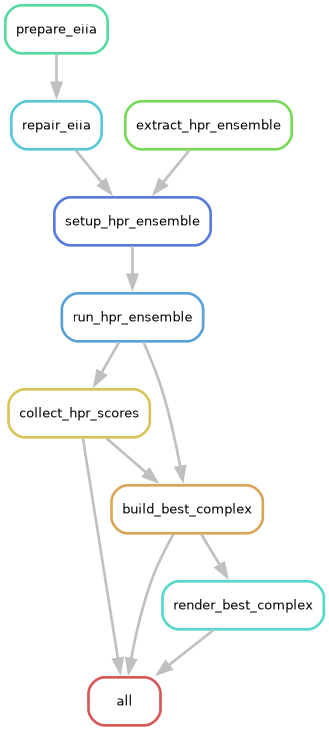 prepare_eiia
repair_eiia
extract_hpr_ensemble
setup_hpr_ensemble
run_hpr_ensemble
collect_hpr_scores
build_best_complex
render_best_complex
all